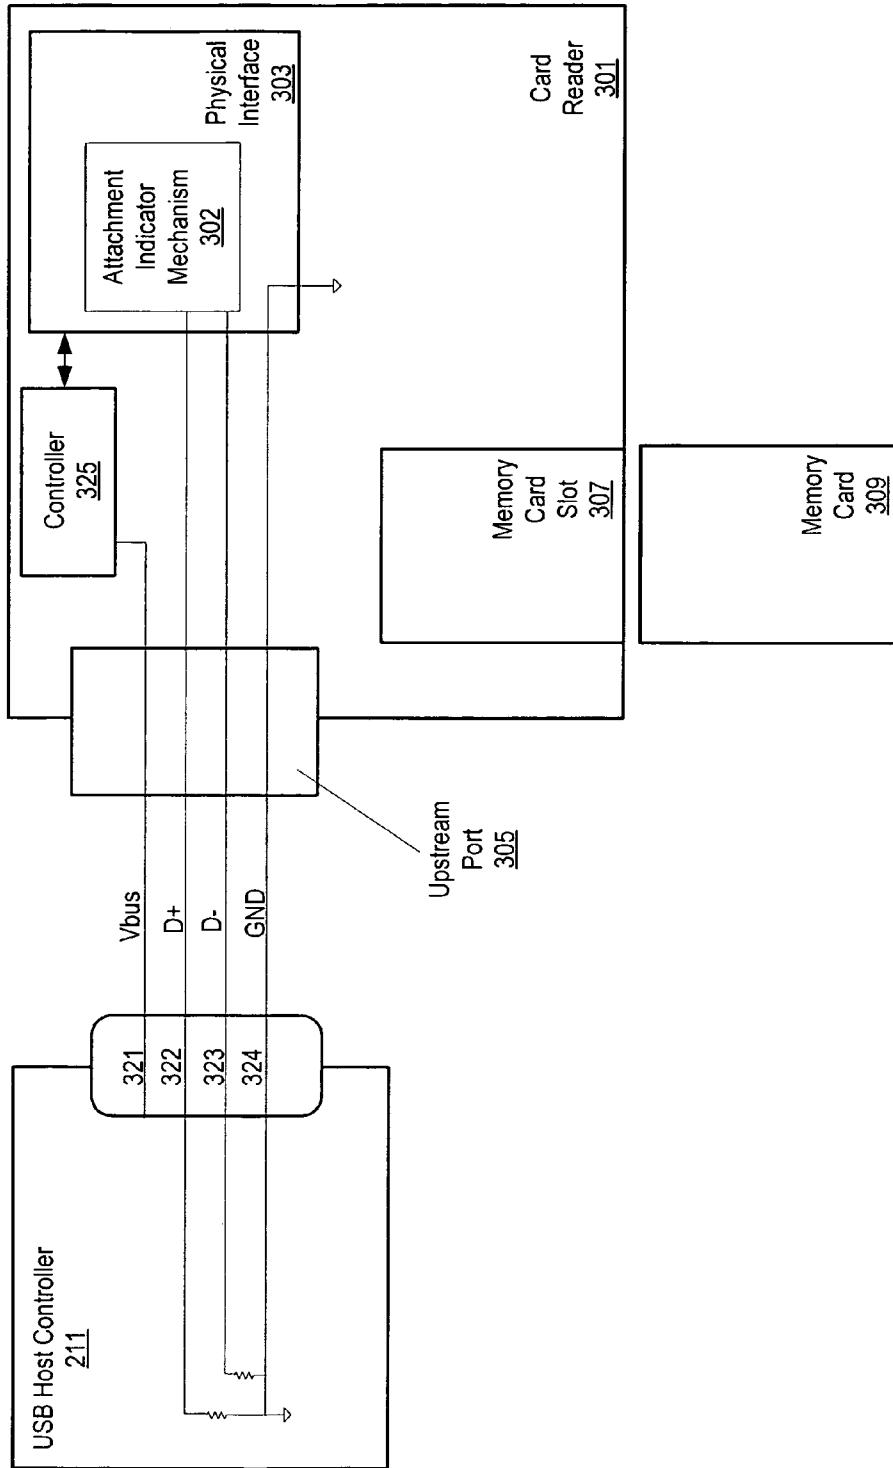 USB Host Controller
211
321
322
323
324
Vbus
D+
D-
GND
Upstream
Port
305
Controller
325
Attachment
Indicator
Mechanism
302
Physical
Interface
303
Memory
Card
Slot
307
Card
Reader
301
Memory
Card
309